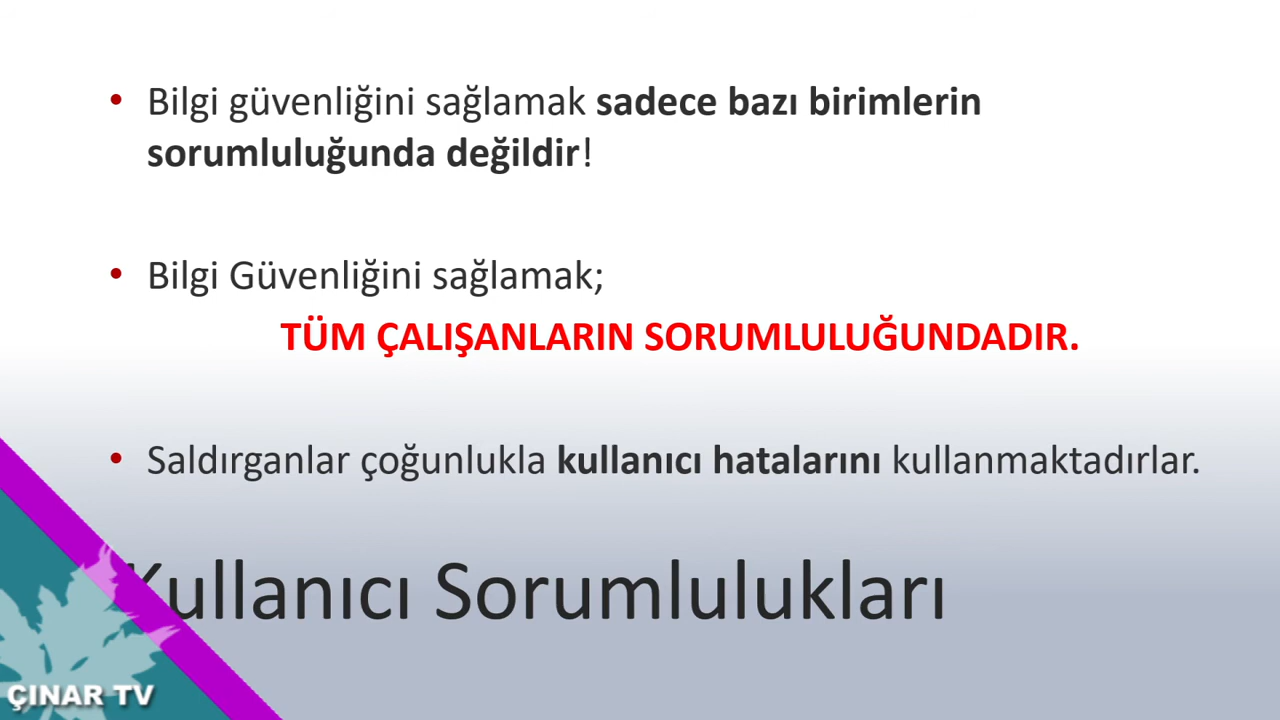 • Bilgi güvenliğini sağlamak sadece bazı birimlerin
sorumluluğunda değildir!
• Bilgi Güvenliğini sağlamak;
TÜM ÇALIŞANLARIN SORUMLULUĞUNDADIR.
• Saldırganlar çoğunlukla kullanıcı hatalarını kullanmaktadırlar.
Kullanıcı Sorumlulukları
ÇINAR TV